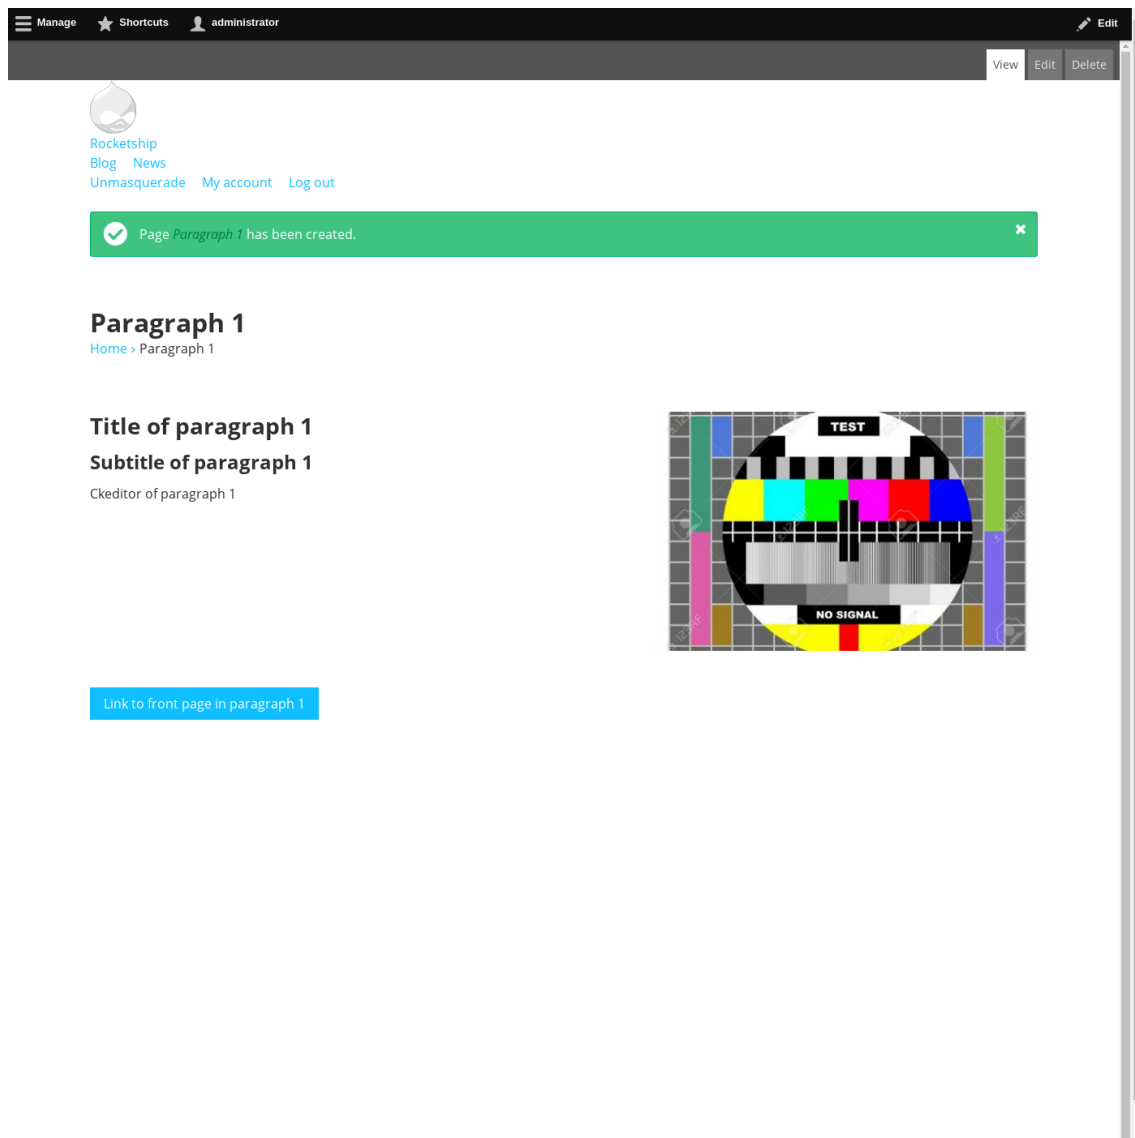 Manage Shortcuts administrator Edit
View Edit Delete
Rocketship
Blog News
Unmasquerade My account Log out
Page Paragraph 1 has been created.
Paragraph 1
Home › Paragraph 1
Title of paragraph 1
Subtitle of paragraph 1
Ckeditor of paragraph 1
TEST
NO SIGNAL
Link to front page in paragraph 1